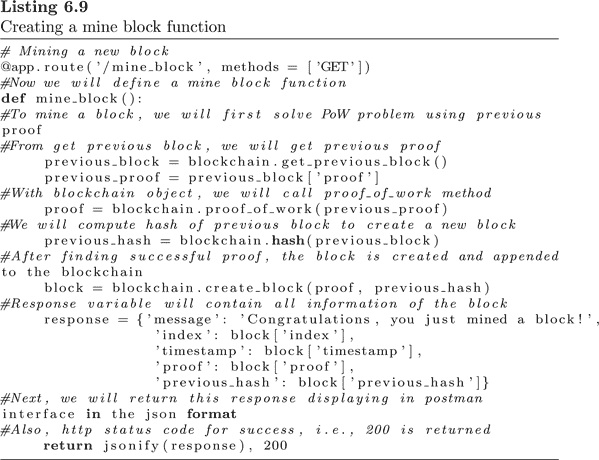 Listing 6.9
Creating a mine block function
# Mining a new block
@app.route('/mine_block', methods = ['GET'])
#Now we will define a mine block function
def mine_block():
#To mine a block, we will first solve PoW problem using previous
proof
#From get previous block, we will get previous proof
previous_block = blockchain.get_previous_block()
previous_proof = previous_block['proof']
#With blockchain object, we will call proof_of_work method
proof = blockchain.proof_of_work(previous_proof)
#We will compute hash of previous block to create a new block
previous_hash = blockchain.hash(previous_block)
#After finding successful proof, the block is created and appended
to the blockchain
block = blockchain.create_block(proof, previous_hash)
#Response variable will contain all information of the block
response = {'message': 'Congratulations, you just mined a block!',
'index': block['index'],
'timestamp': block['timestamp'],
'proof': block['proof'],
'previous_hash': block['previous_hash']}
#Next, we will return this response displaying in postman
interface in the json format
#Also, http status code for success, i.e., 200 is returned
return jsonify(response), 200